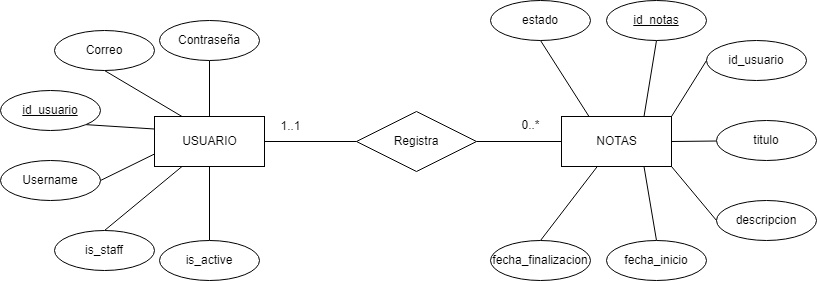 estado
id_notas
Correo
Contraseña
id_usuario
id_usuario
USUARIO
1..1
Registra
0..*
NOTAS
titulo
Username
descripcion
is_staff
is_active
fecha_finalizacion
fecha_inicio